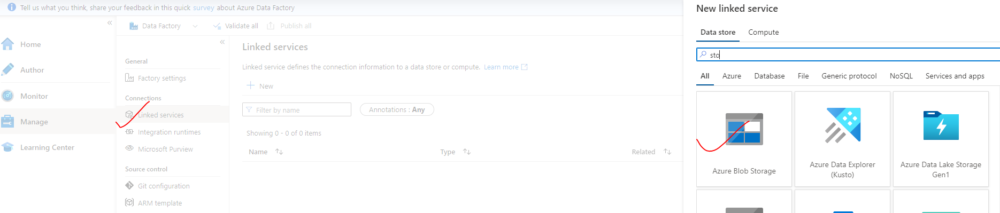 Tell us what you think, share your feedback in this quick survey about Azure Data Factory
Home
Author
Monitor
Manage
Learning Center
Data Factory
Validate all
Publish all
General
Factory settings
Connections
Linked services
Integration runtimes
Microsoft Purview
Source control
Git configuration
ARM template
Linked services
Linked service defines the connection information to a data store or compute. Learn more
New
Filter by name
Annotations : Any
Showing 0 - 0 of 0 items
Name Type Related
New linked service
Data store Compute
sto
All Azure Database File Generic protocol NoSQL Services and apps
Azure Blob Storage
Azure Data Explorer
(Kusto)
Azure Data Lake Storage
Gen1